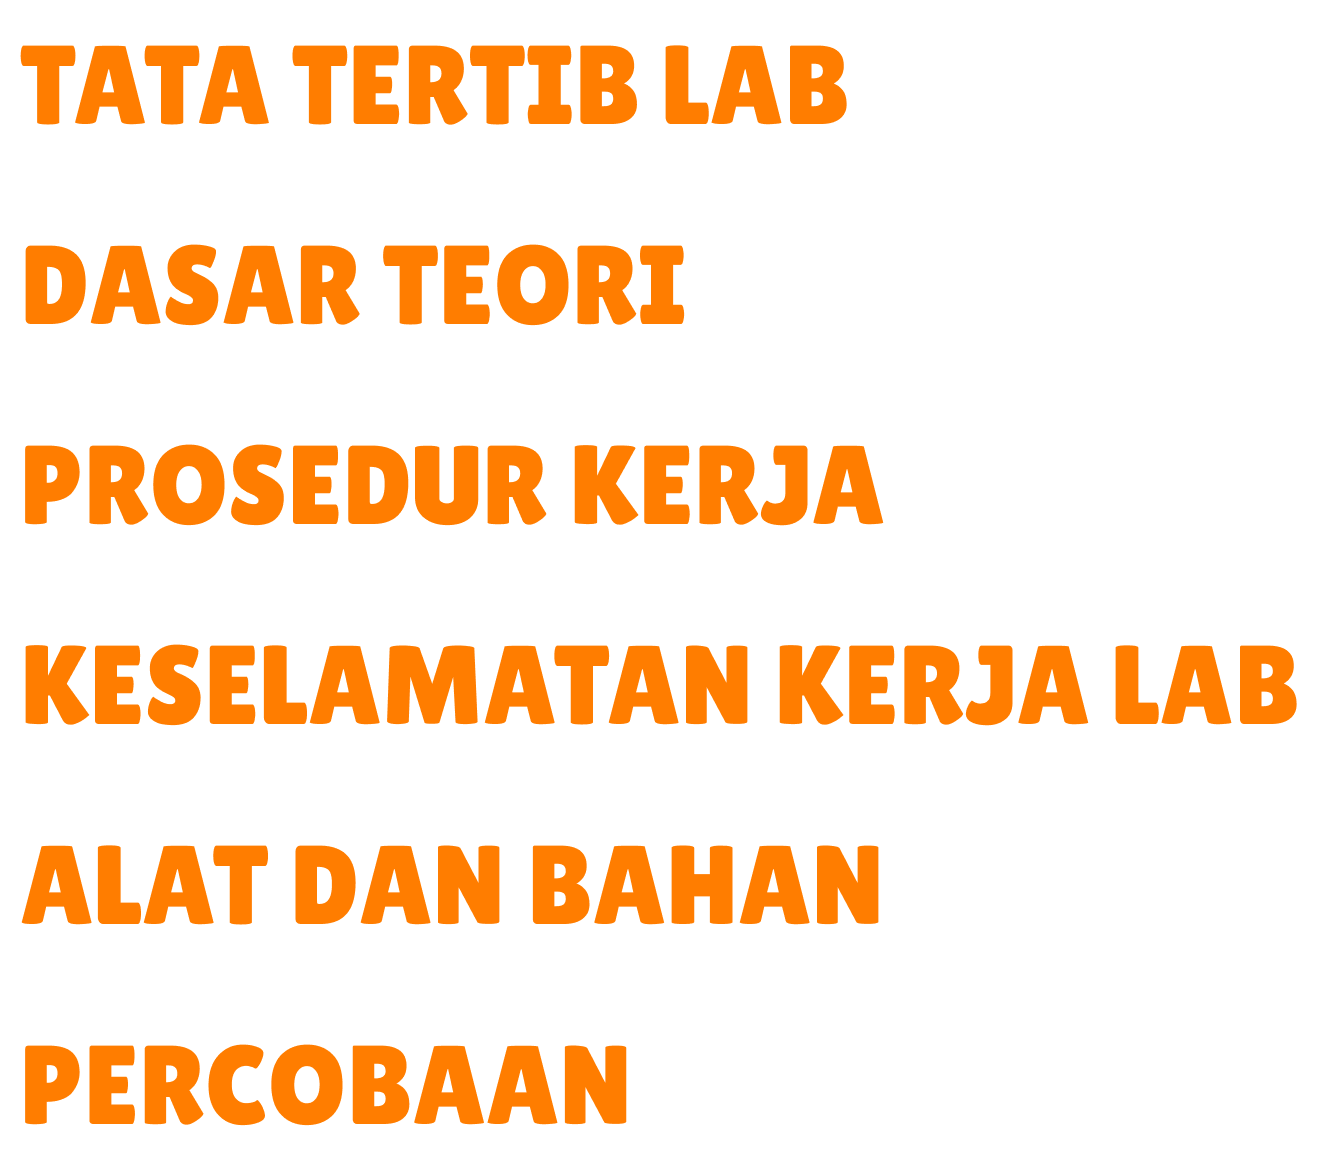 TATA TERTIB LAB
DASAR TEORI
PROSEDUR KERJA
KESELAMATAN KERJA LAB
ALAT DAN BAHAN
PERCOBAAN